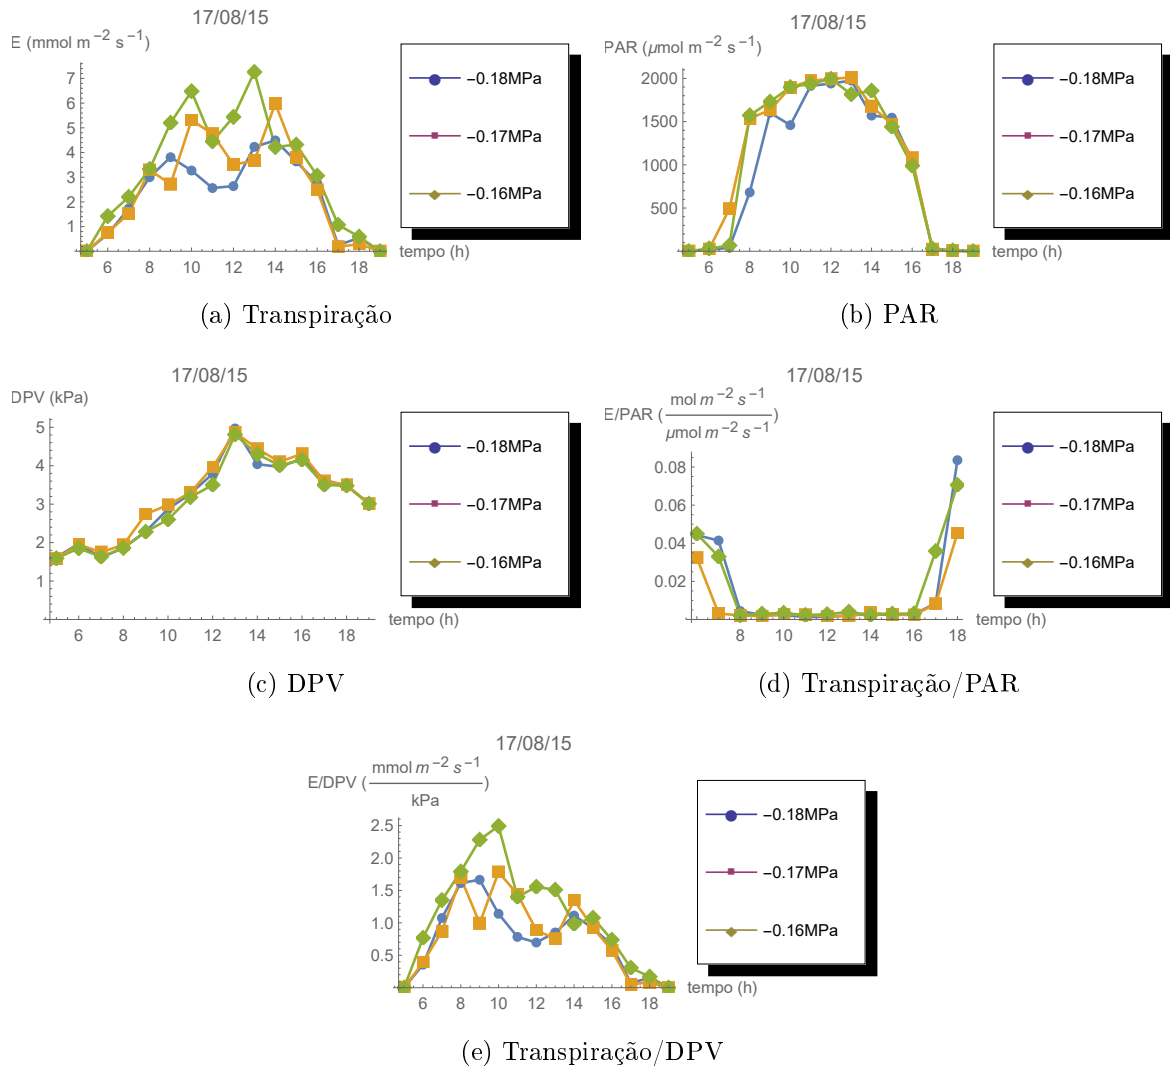 17/08/15
E (mmol m⁻² s⁻¹)
7
6
5
4
3
2
1
6 8 10 12 14 16 18
tempo (h)
−0.18MPa
−0.17MPa
−0.16MPa
(a) Transpiração
17/08/15
PAR (μmol m⁻² s⁻¹)
2000
1500
1000
500
6 8 10 12 14 16 18
tempo (h)
−0.18MPa
−0.17MPa
−0.16MPa
(b) PAR
17/08/15
DPV (kPa)
5
4
3
2
1
6 8 10 12 14 16 18
tempo (h)
−0.18MPa
−0.17MPa
−0.16MPa
(c) DPV
17/08/15
mol m⁻² s⁻¹
E/PAR ( )
μmol m⁻² s⁻¹
0.08
0.06
0.04
0.02
8 10 12 14 16 18
tempo (h)
−0.18MPa
−0.17MPa
−0.16MPa
(d) Transpiração/PAR
17/08/15
mmol m⁻² s⁻¹
E/DPV ( )
kPa
2.5
2.0
1.5
1.0
0.5
6 8 10 12 14 16 18
tempo (h)
−0.18MPa
−0.17MPa
−0.16MPa
(e) Transpiração/DPV